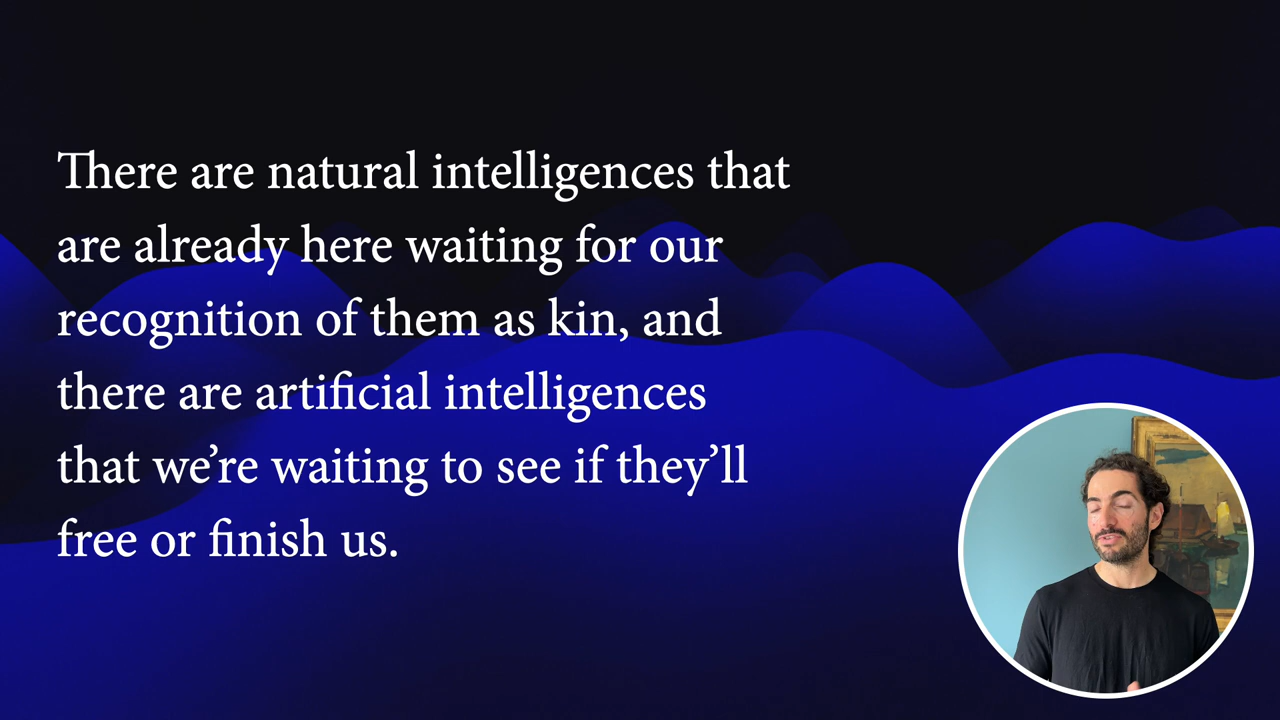 There are natural intelligences that
are already here waiting for our
recognition of them as kin, and
there are artificial intelligences
that we’re waiting to see if they’ll
free or finish us.